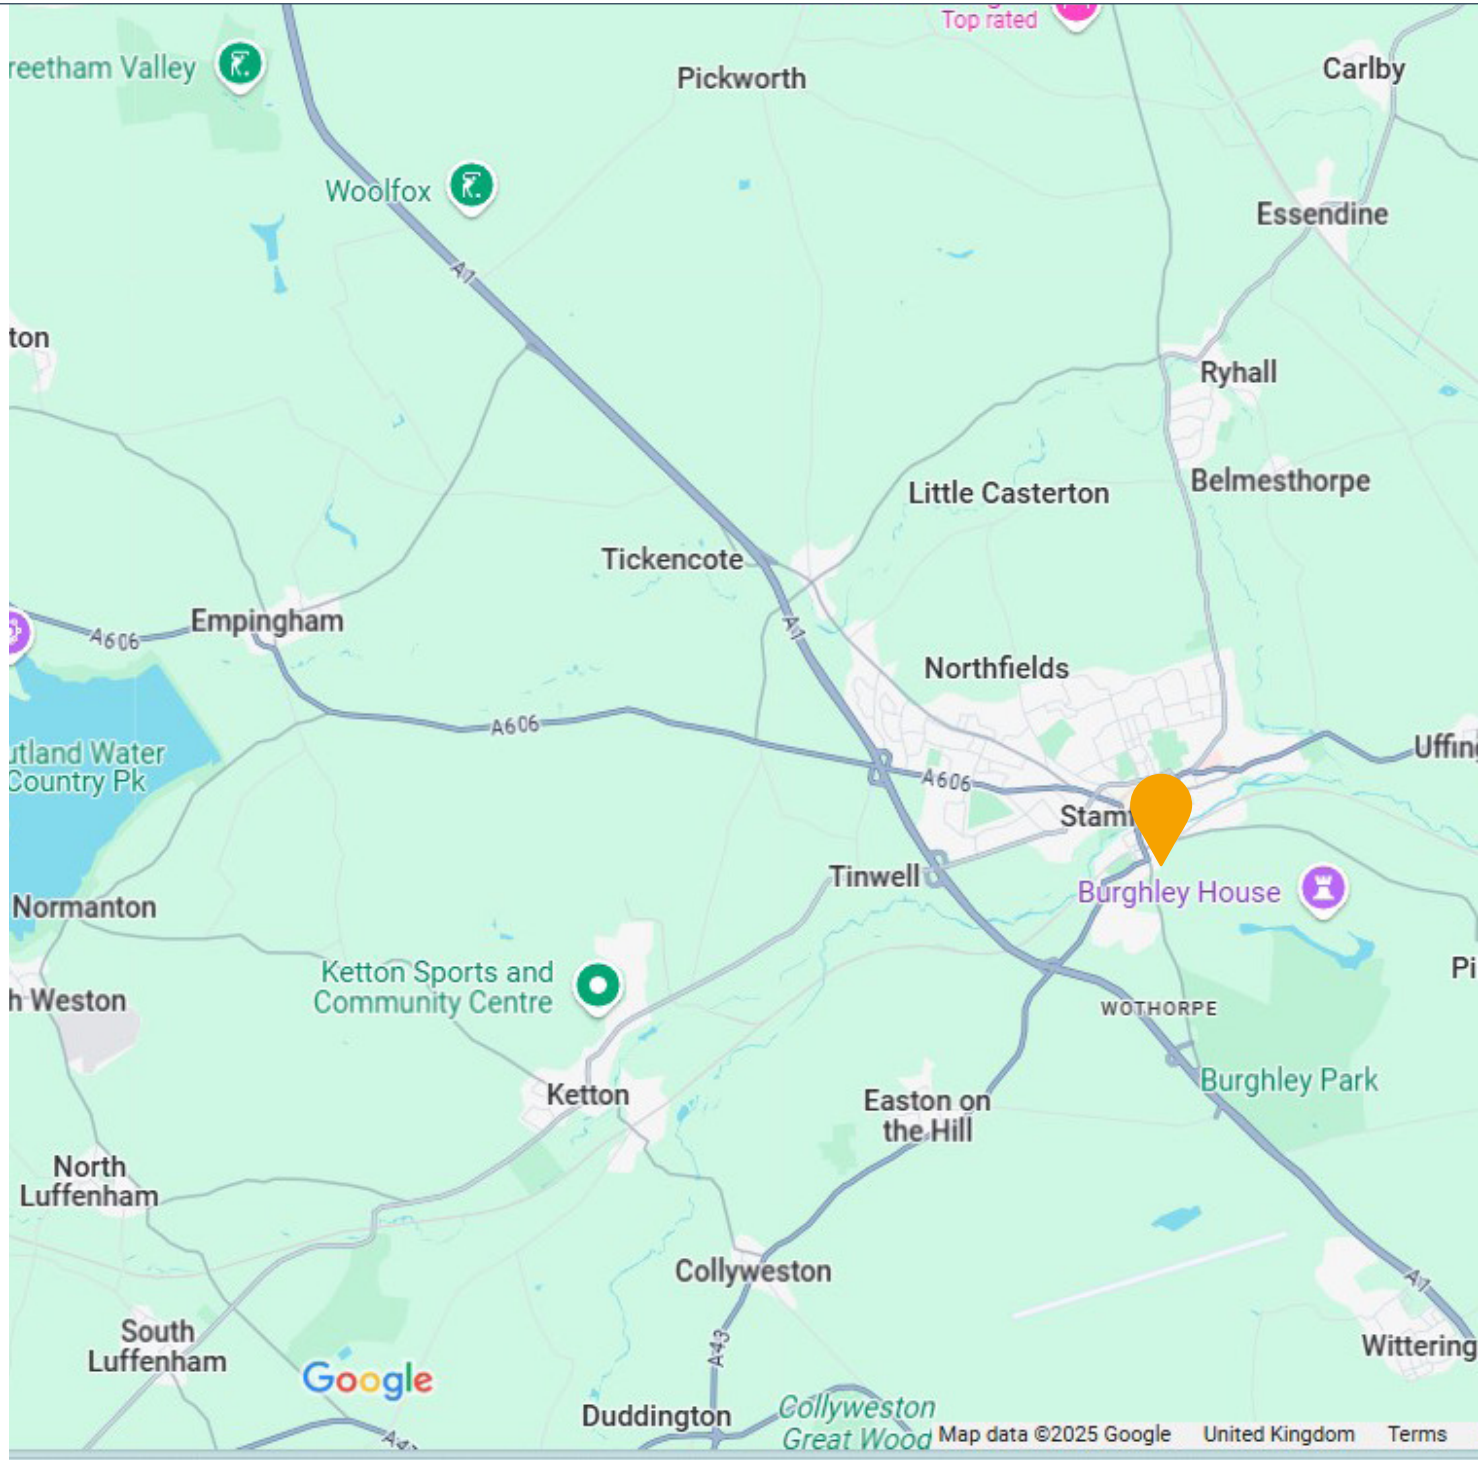 Top rated
reetham Valley
Pickworth
Carlby
Woolfox
Essendine
A1
ton
Ryhall
Belmesthorpe
Little Casterton
Tickencote
Empingham
A606
A1
Northfields
A606
utland Water
Country Pk
Uffing
A606
Stamf
Tinwell
Burghley House
Normanton
Ketton Sports and
Community Centre
Pi
h Weston
WOTHORPE
Burghley Park
Ketton
Easton on
the Hill
North
Luffenham
Collyweston
A1
South
Luffenham
A43
Wittering
Google
Duddington
Collyweston
Great Wood
Map data ©2025 Google
United Kingdom
Terms